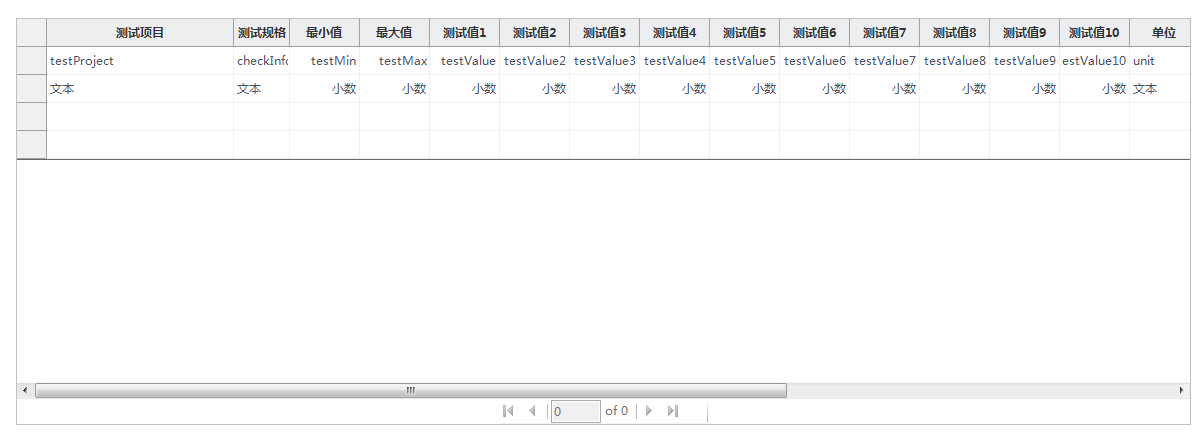 测试项目 测试规格 最小值 最大值 测试值1 测试值2 测试值3 测试值4 测试值5 测试值6 测试值7 测试值8 测试值9 测试值10 单位
testProject checkInfo testMin testMax testValue testValue2 testValue3 testValue4 testValue5 testValue6 testValue7 testValue8 testValue9 estValue10 unit
文本 文本 小数 小数 小数 小数 小数 小数 小数 小数 小数 小数 小数 小数 文本
0 of 0